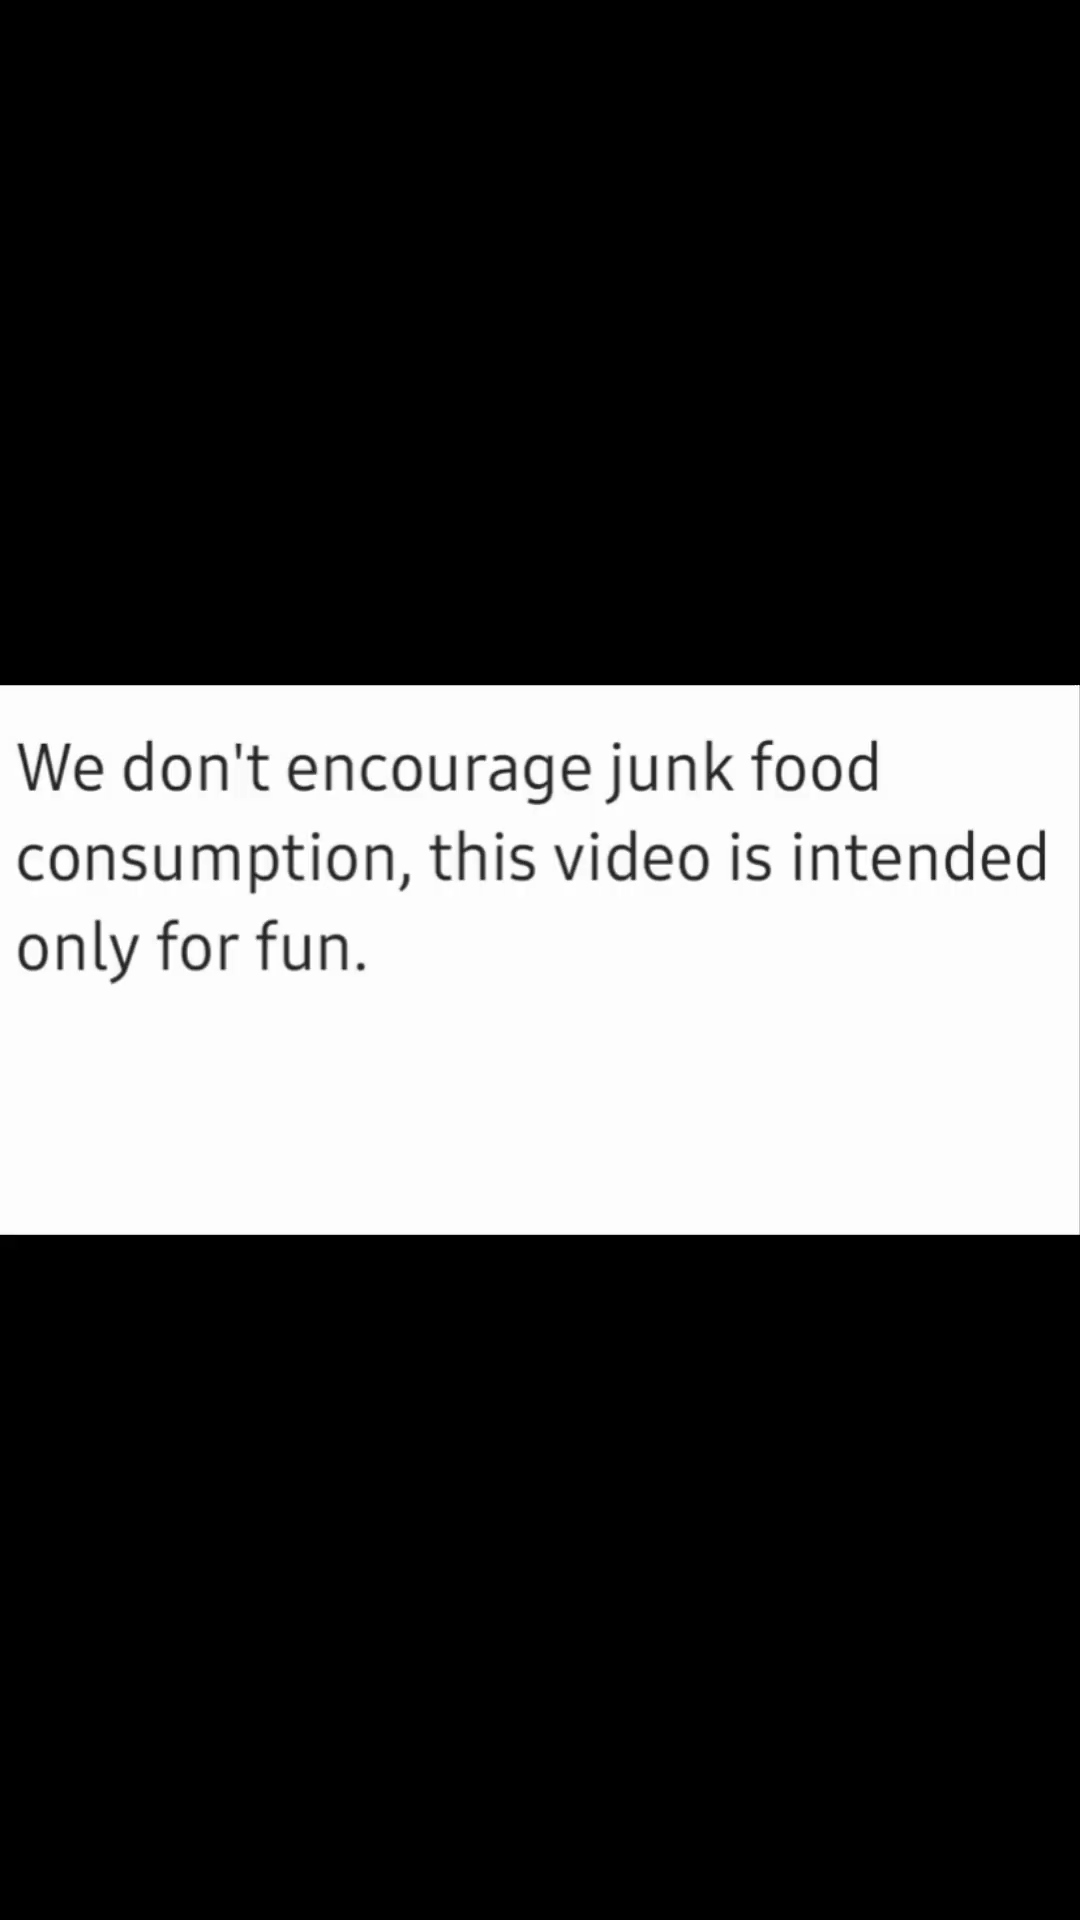 We don't encourage junk food
consumption, this video is intended
only for fun.